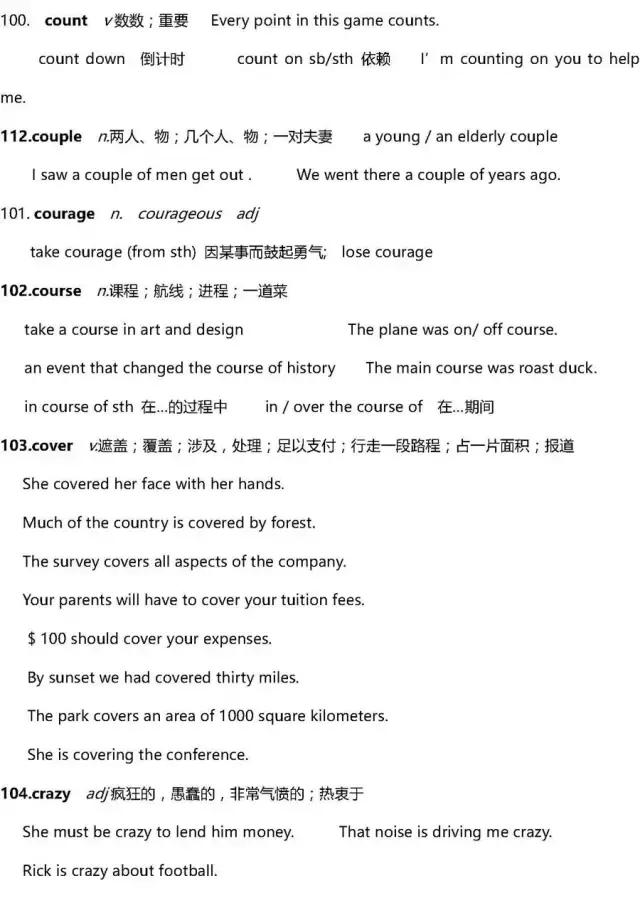 100. count v 数数；重要 Every point in this game counts.
count down 倒计时 count on sb/sth 依赖 I’m counting on you to help
me.
112.couple n.两人、物；几个人、物；一对夫妻 a young / an elderly couple
I saw a couple of men get out . We went there a couple of years ago.
101. courage n. courageous adj
take courage (from sth) 因某事而鼓起勇气; lose courage
102.course n.课程；航线；进程；一道菜
take a course in art and design The plane was on/ off course.
an event that changed the course of history The main course was roast duck.
in course of sth 在...的过程中 in / over the course of 在...期间
103.cover v.遮盖；覆盖；涉及，处理；足以支付；行走一段路程；占一片面积；报道
She covered her face with her hands.
Much of the country is covered by forest.
The survey covers all aspects of the company.
Your parents will have to cover your tuition fees.
$ 100 should cover your expenses.
By sunset we had covered thirty miles.
The park covers an area of 1000 square kilometers.
She is covering the conference.
104.crazy adj 疯狂的，愚蠢的，非常气愤的；热衷于
She must be crazy to lend him money. That noise is driving me crazy.
Rick is crazy about football.